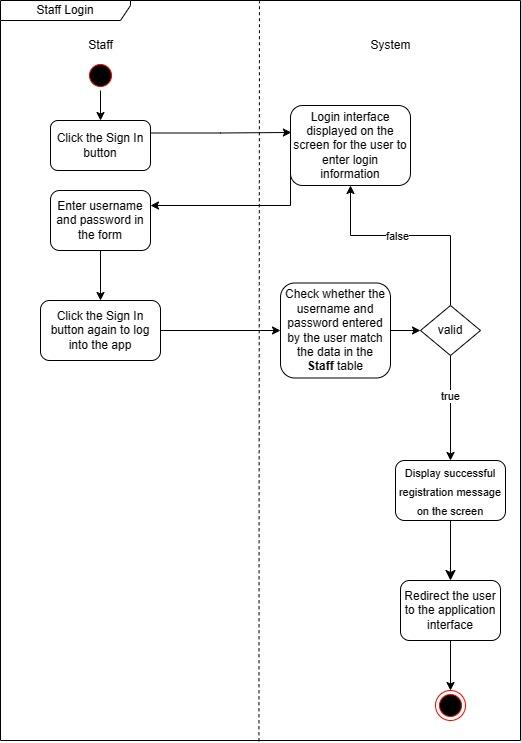 Staff Login
Staff
System
Click the Sign In
button
Login interface
displayed on the
screen for the user to
enter login
information
Enter username
and password in
the form
false
Click the Sign In
button again to log
into the app
Check whether the
username and
password entered
by the user match
the data in the
Staff table
valid
true
Display successful
registration message
on the screen
Redirect the user
to the application
interface